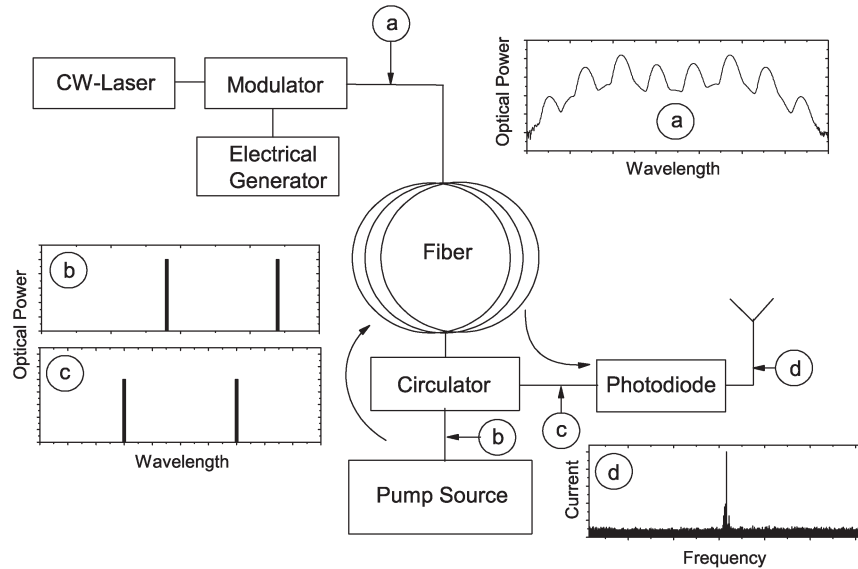 a
CW-Laser
Modulator
Electrical
Generator
Optical Power
a
Wavelength
Fiber
b
Optical Power
c
Wavelength
Circulator
Photodiode
d
b
c
Pump Source
Current
d
Frequency